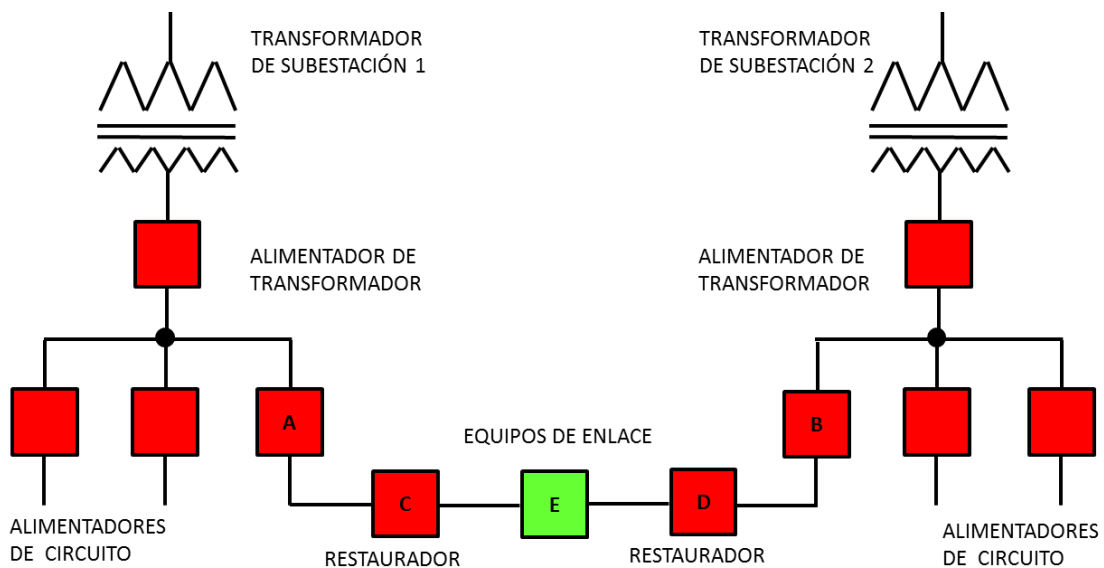 TRANSFORMADOR
DE SUBESTACIÓN 1
TRANSFORMADOR
DE SUBESTACIÓN 2
ALIMENTADOR DE
TRANSFORMADOR
ALIMENTADOR DE
TRANSFORMADOR
A
B
EQUIPOS DE ENLACE
C
E
D
ALIMENTADORES
DE CIRCUITO
RESTAURADOR
RESTAURADOR
ALIMENTADORES
DE CIRCUITO